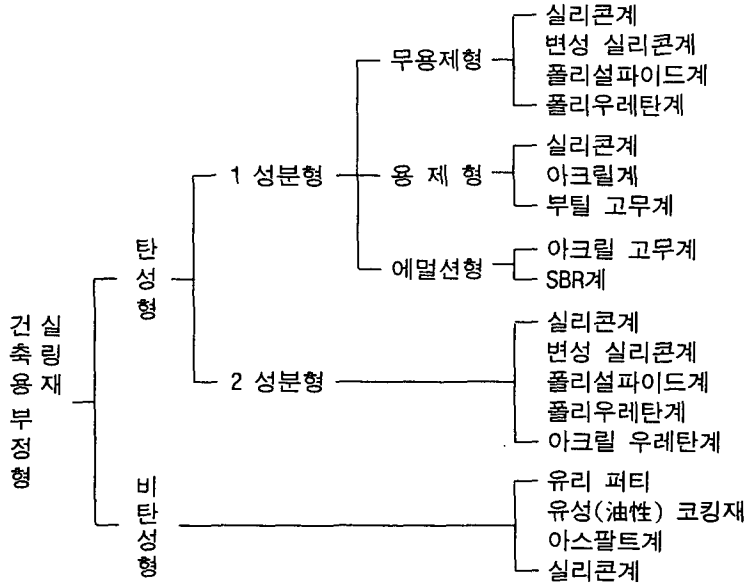 건축용 부정형
실링재
탄성형
1 성분형
무용제형
실리콘계
변성 실리콘계
폴리설파이드계
폴리우레탄계
용 제 형
실리콘계
아크릴계
부틸 고무계
에멀션형
아크릴 고무계
SBR계
2 성분형
실리콘계
변성 실리콘계
폴리설파이드계
폴리우레탄계
아크릴 우레탄계
비탄성형
유리 퍼티
유성(油性) 코킹재
아스팔트계
실리콘계